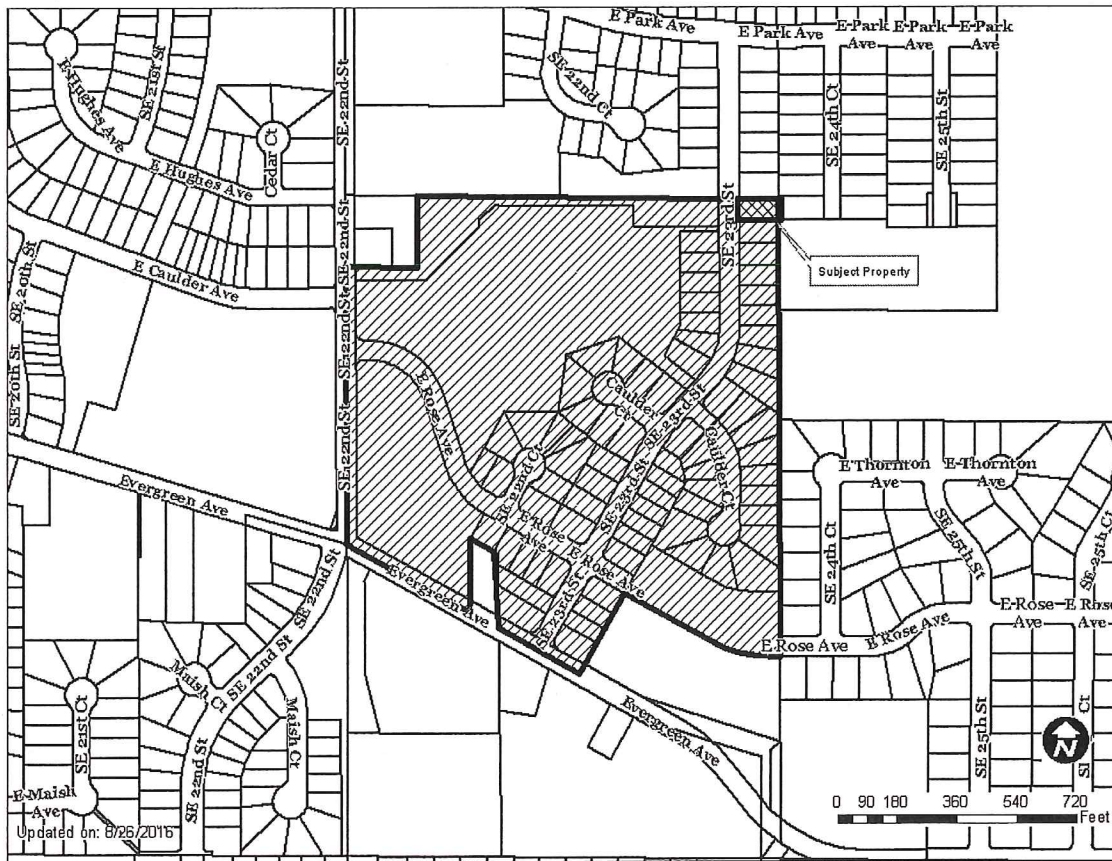 E Park Ave
E Park Ave
E Park
Ave
E Park
Ave
E Park
Ave
E Hughes Ave
SE 21st St
SE 22nd St
SE 22nd Ct
SE 24th Ct
SE 25th St
Cedar Ct
E Hughes Ave
SE 22nd St
SE 23rd St
Subject Property
SE 20th St
E Caulder Ave
SE 22nd St
SE 20th St
E Rose Ave
Caulder
Ct
SE 23rd St
Caulder Ct
SE 22nd St
Evergreen Ave
SE 22nd Ct
SE 23rd St
E Thornton
Ave
E Thornton
Ave
SE 25th St
SE 25th Ct
SE 24th Ct
E Rose
Ave
E Rose Ave
Evergreen Ave
SE 23rd St
SE 22nd St
E Rose
Ave
E Rose
Ave
E Rose Ave
E Rose Ave
Maish Ct
SE 22nd St
Maish Ct
SE 21st Ct
SE 22nd St
Evergreen Ave
SE 25th St
Ct
N
E Maish
Ave
Updated on: 8/26/2016
0 90 180 360 540 720
Feet